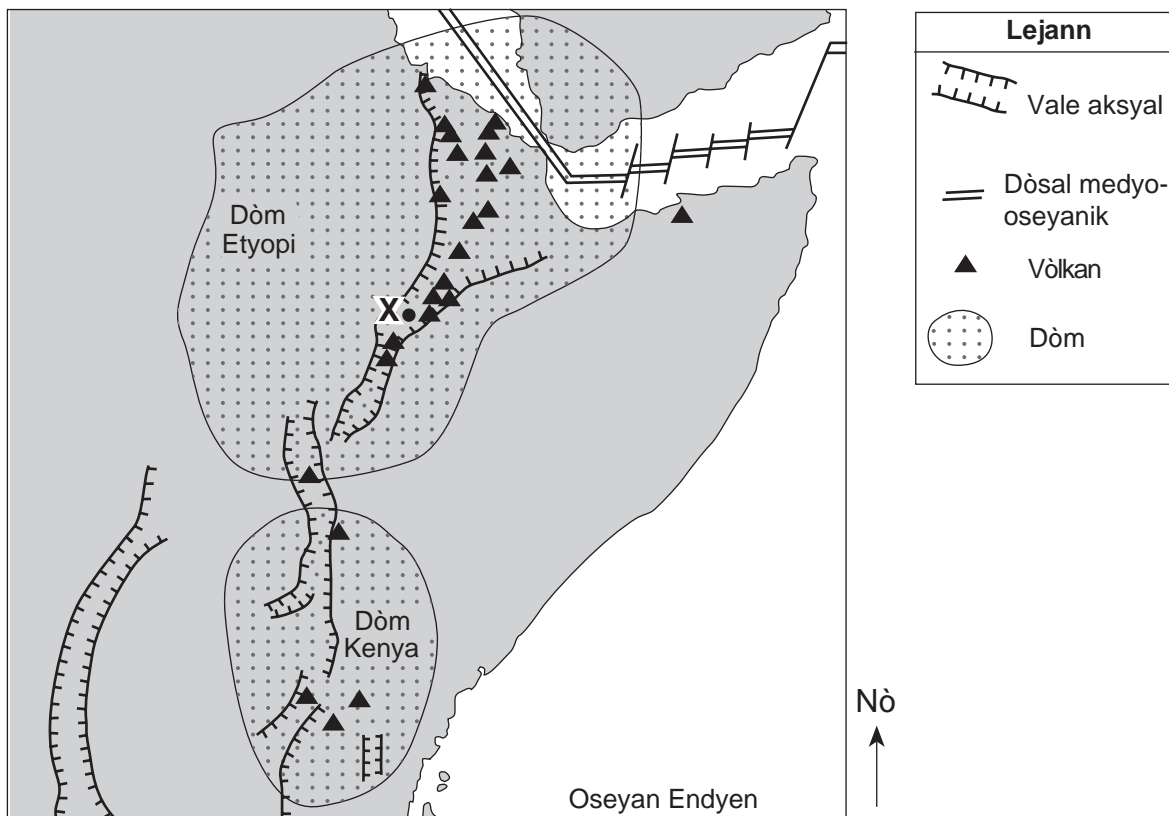 Dòm
Etyopi
X
Dòm
Kenya
Oseyan Endyen
Nò
Lejann
Vale aksyal
Dòsal medyo-
oseyanik
Vòlkan
Dòm